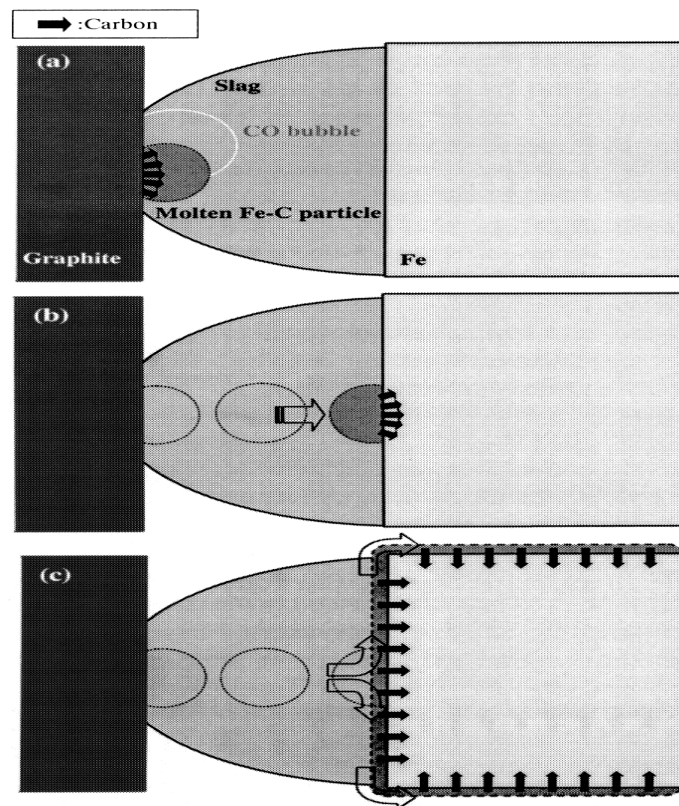 :Carbon
(a)
Slag
CO bubble
Molten Fe-C particle
Graphite
Fe
(b)
(c)